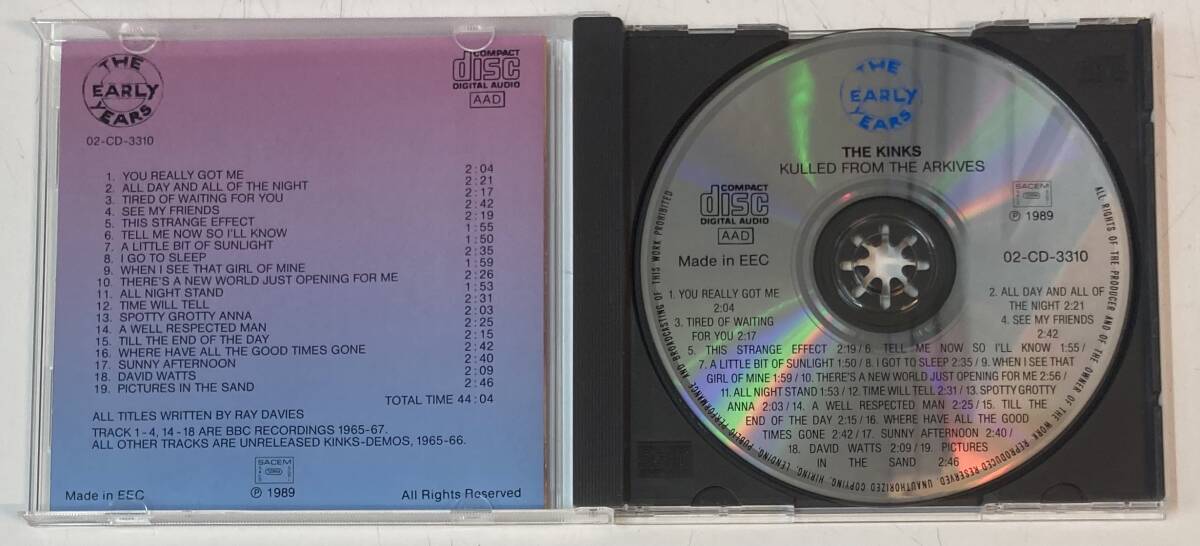 THE
EARLY
YEARS
COMPACT
disc
DIGITAL AUDIO
AAD
02-CD-3310
1. YOU REALLY GOT ME 2:04
2. ALL DAY AND ALL OF THE NIGHT 2:21
3. TIRED OF WAITING FOR YOU 2:17
4. SEE MY FRIENDS 2:42
5. THIS STRANGE EFFECT 2:19
6. TELL ME NOW SO I'LL KNOW 1:55
7. A LITTLE BIT OF SUNLIGHT 1:50
8. I GO TO SLEEP 2:35
9. WHEN I SEE THAT GIRL OF MINE 1:59
10. THERE'S A NEW WORLD JUST OPENING FOR ME 2:26
11. ALL NIGHT STAND 1:53
12. TIME WILL TELL 2:31
13. SPOTTY GROTTY ANNA 2:03
14. A WELL RESPECTED MAN 2:25
15. TILL THE END OF THE DAY 2:15
16. WHERE HAVE ALL THE GOOD TIMES GONE 2:42
17. SUNNY AFTERNOON 2:40
18. DAVID WATTS 2:09
19. PICTURES IN THE SAND 2:46
TOTAL TIME 44:04
ALL TITLES WRITTEN BY RAY DAVIES
TRACK 1-4, 14-18 ARE BBC RECORDINGS 1965-67.
ALL OTHER TRACKS ARE UNRELEASED KINKS-DEMOS, 1965-66.
SACEM
Made in EEC
℗ 1989
All Rights Reserved
THE
EARLY
YEARS
THE KINKS
KULLED FROM THE ARKIVES
COMPACT
disc
DIGITAL AUDIO
AAD
SACEM
℗ 1989
Made in EEC
02-CD-3310
1. YOU REALLY GOT ME
2:04
2. ALL DAY AND ALL OF
THE NIGHT 2:21
3. TIRED OF WAITING
FOR YOU 2:17
4. SEE MY FRIENDS
2:42
5. THIS STRANGE EFFECT 2:19/ 6. TELL ME NOW SO I'LL KNOW 1:55/
7. A LITTLE BIT OF SUNLIGHT 1:50/ 8. I GO TO SLEEP 2:35/ 9. WHEN I SEE THAT
GIRL OF MINE 1:59/ 10. THERE'S A NEW WORLD JUST OPENING FOR ME 2:56/
11. ALL NIGHT STAND 1:53/ 12. TIME WILL TELL 2:31/ 13. SPOTTY GROTTY
ANNA 2:03/ 14. A WELL RESPECTED MAN 2:25/ 15. TILL THE
END OF THE DAY 2:15/ 16. WHERE HAVE ALL THE GOOD
TIMES GONE 2:42/ 17. SUNNY AFTERNOON 2:40/
18. DAVID WATTS 2:09/ 19. PICTURES
IN THE SAND 2:46
ALL RIGHTS OF THE PRODUCER AND OF THE OWNER OF THE WORK REPRODUCED RESERVED. UNAUTHORIZED COPYING, HIRING, LENDING, PUBLIC PERFORMANCE AND BROADCASTING OF THIS WORK PROHIBITED